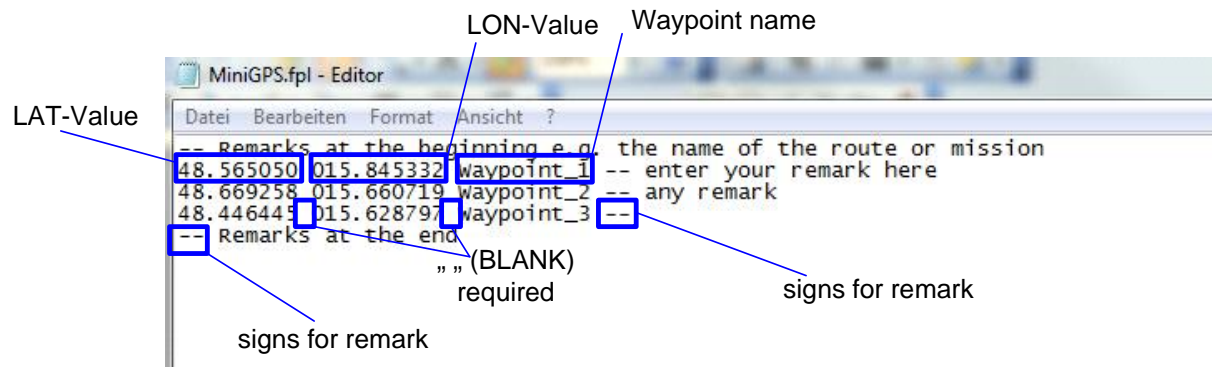 LON-Value
Waypoint name
MiniGPS.fpl - Editor
LAT-Value
Datei Bearbeiten Format Ansicht ?
-- Remarks at the beginning e.g. the name of the route or mission
48.565050 015.845332 Waypoint_1 -- enter your remark here
48.669258 015.660719 Waypoint_2 -- any remark
48.446445 015.628797 Waypoint_3 --
-- Remarks at the end
„ „ (BLANK)
required
signs for remark
signs for remark